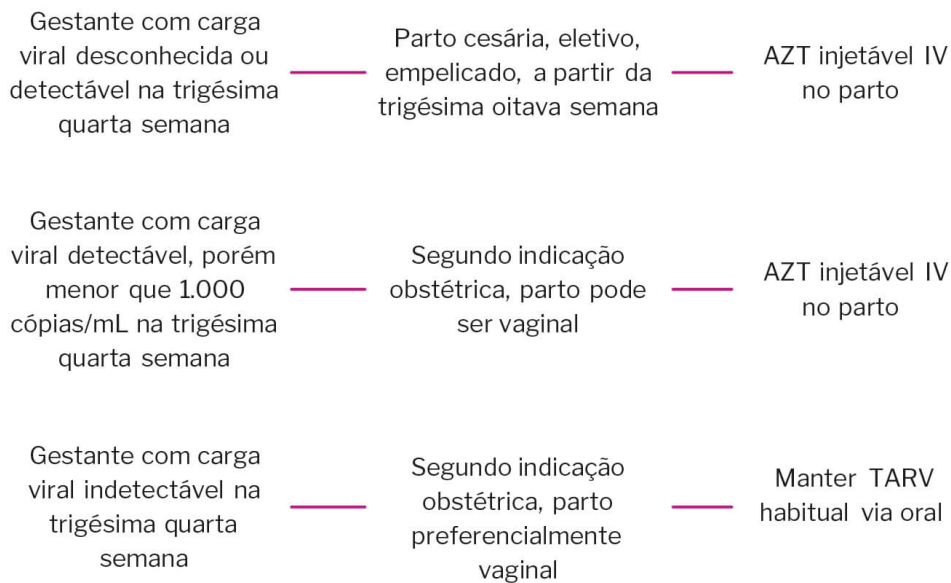 Gestante com carga
viral desconhecida ou
detectável na trigésima
quarta semana
Parto cesária, eletivo,
empelicado, a partir da
trigésima oitava semana
AZT injetável IV
no parto
Gestante com carga
viral detectável, porém
menor que 1.000
cópias/mL na trigésima
quarta semana
Segundo indicação
obstétrica, parto pode
ser vaginal
AZT injetável IV
no parto
Gestante com carga
viral indetectável na
trigésima quarta
semana
Segundo indicação
obstétrica, parto
preferencialmente
vaginal
Manter TARV
habitual via oral